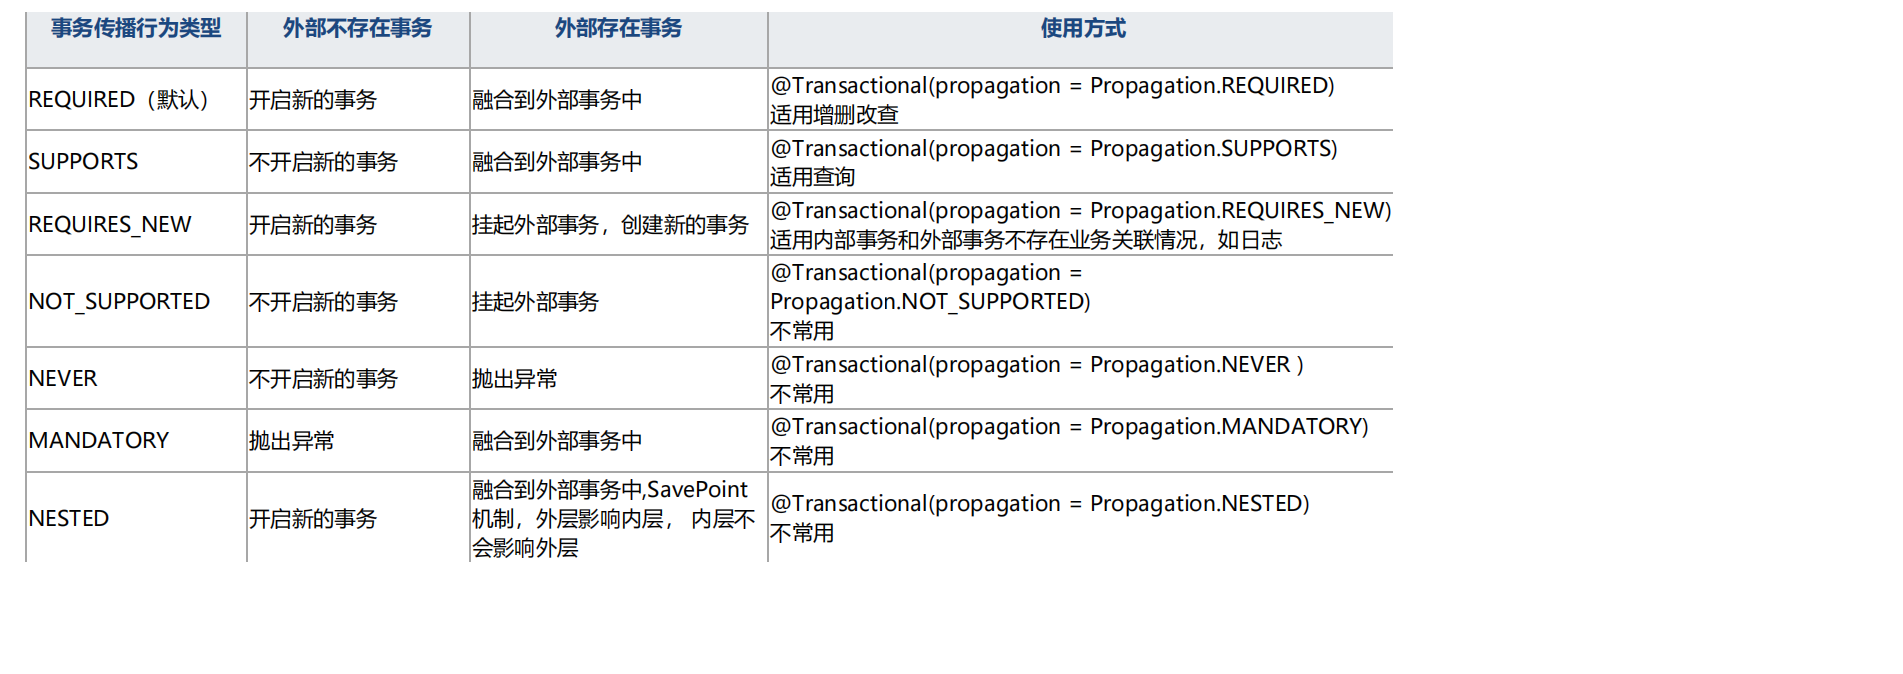 事务传播行为类型 外部不存在事务 外部存在事务 使用方式
REQUIRED（默认） 开启新的事务 融合到外部事务中 @Transactional(propagation = Propagation.REQUIRED)
适用增删改查
SUPPORTS 不开启新的事务 融合到外部事务中 @Transactional(propagation = Propagation.SUPPORTS)
适用查询
REQUIRES_NEW 开启新的事务 挂起外部事务，创建新的事务 @Transactional(propagation = Propagation.REQUIRES_NEW)
适用内部事务和外部事务不存在业务关联情况，如日志
NOT_SUPPORTED 不开启新的事务 挂起外部事务 @Transactional(propagation =
Propagation.NOT_SUPPORTED)
不常用
NEVER 不开启新的事务 抛出异常 @Transactional(propagation = Propagation.NEVER )
不常用
MANDATORY 抛出异常 融合到外部事务中 @Transactional(propagation = Propagation.MANDATORY)
不常用
NESTED 开启新的事务 融合到外部事务中,SavePoint
机制，外层影响内层， 内层不
会影响外层
@Transactional(propagation = Propagation.NESTED)
不常用